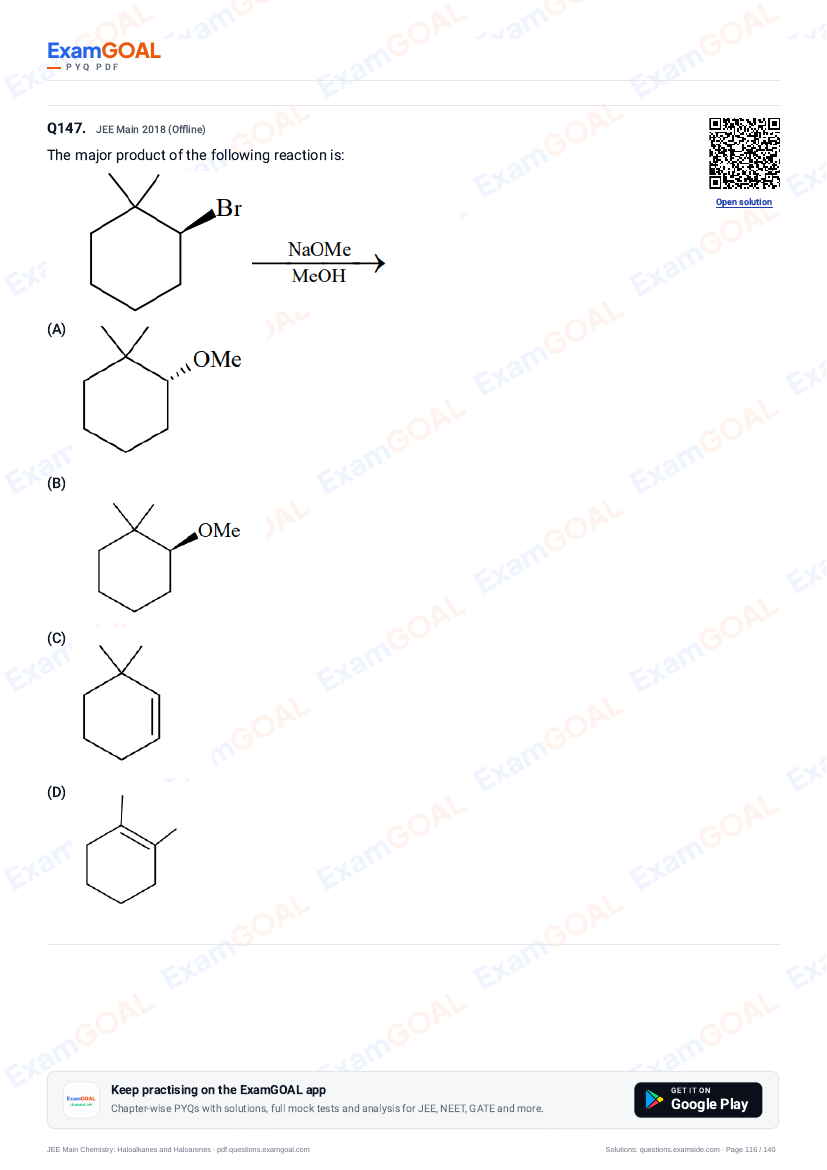 ExamGOAL
PYQ PDF
Q147. JEE Main 2018 (Offline)
The major product of the following reaction is:
Open solution
Br
NaOMe
MeOH
(A)
OMe
(B)
OMe
(C)
(D)
Keep practising on the ExamGOAL app
Chapter-wise PYQs with solutions, full mock tests and analysis for JEE, NEET, GATE and more.
GET IT ON
Google Play
JEE Main Chemistry: Haloalkanes and Haloarenes · pdf.questions.examgoal.com
Solutions: questions.examside.com · Page 116 / 140